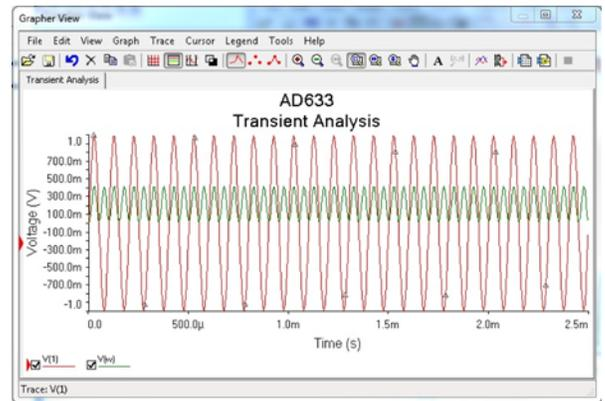 Grapher View
File Edit View Graph Trace Cursor Legend Tools Help
Transient Analysis
AD633
Transient Analysis
Voltage (V)
1.0
700.0m
500.0m
300.0m
100.0m
-100.0m
-300.0m
-500.0m
-700.0m
-1.0
0.0 500.0µ 1.0m 1.5m 2.0m 2.5m
Time (s)
V(1)
Trace: V(1)